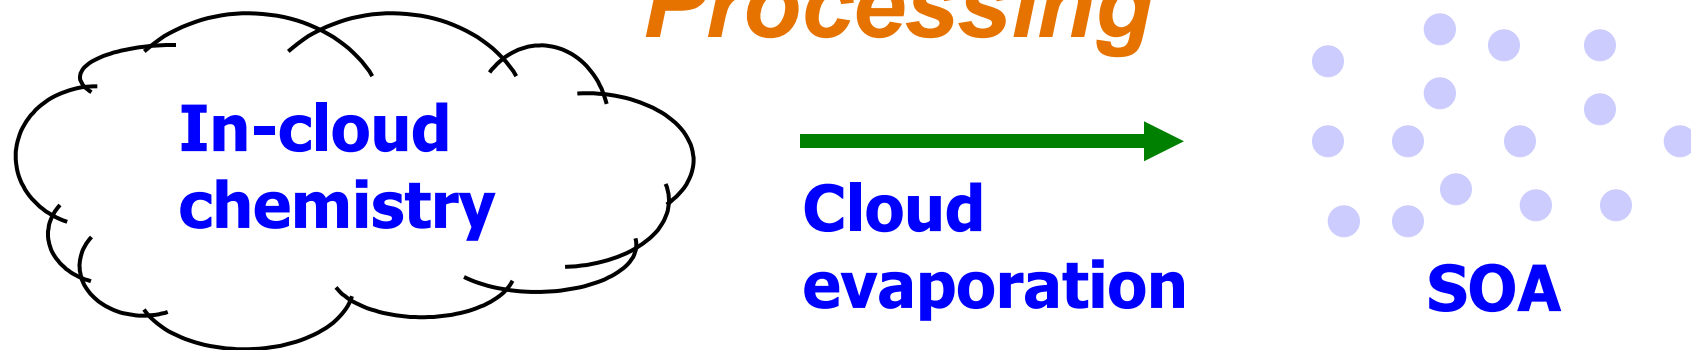 Processing
In-cloud
chemistry
Cloud
evaporation
SOA